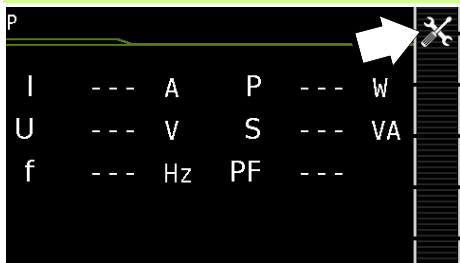 P
I --- A P --- W
U --- V S --- VA
f --- Hz PF ---